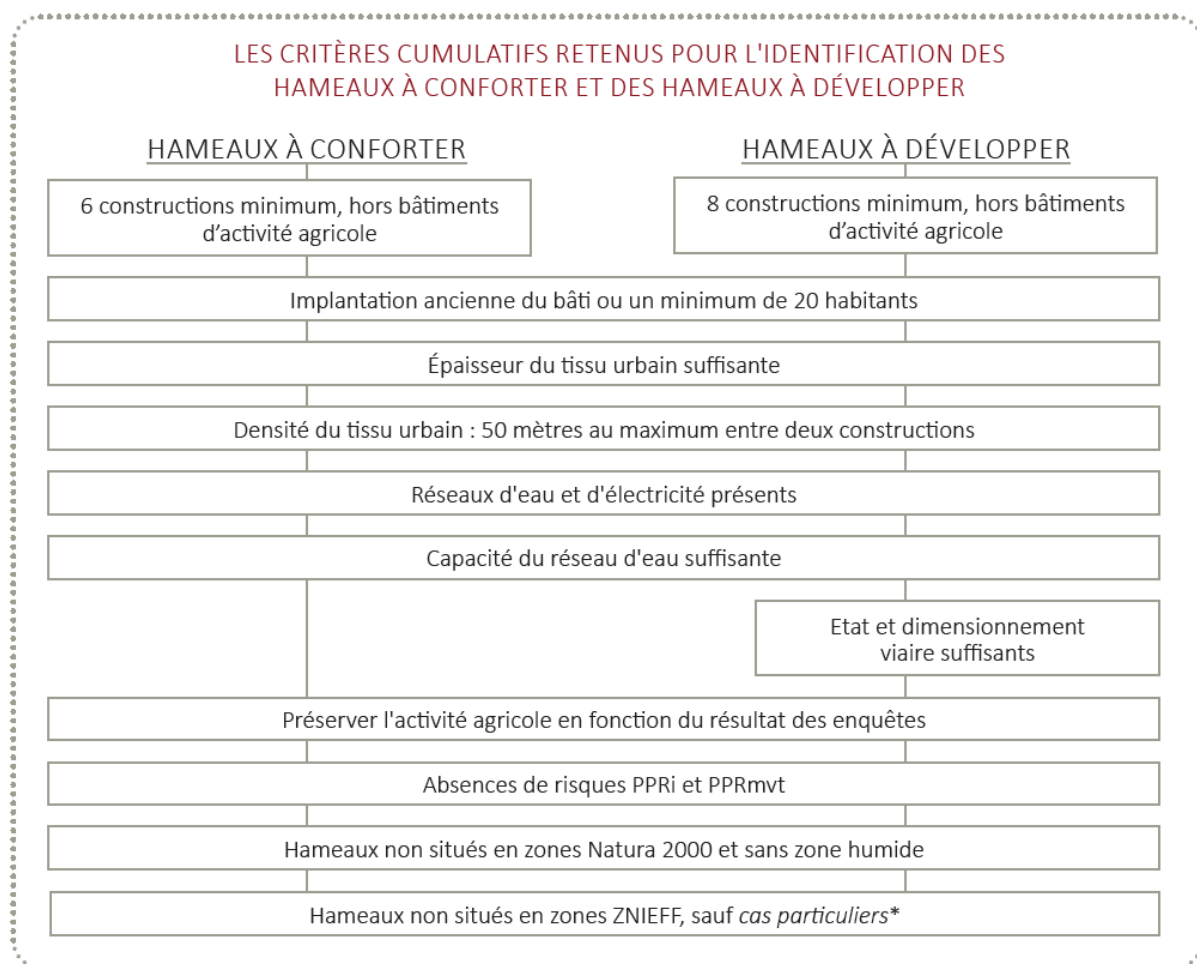 LES CRITÈRES CUMULATIFS RETENUS POUR L'IDENTIFICATION DES
HAMEAUX À CONFORTER ET DES HAMEAUX À DÉVELOPPER
HAMEAUX À CONFORTER
HAMEAUX À DÉVELOPPER
6 constructions minimum, hors bâtiments
d’activité agricole
8 constructions minimum, hors bâtiments
d’activité agricole
Implantation ancienne du bâti ou un minimum de 20 habitants
Épaisseur du tissu urbain suffisante
Densité du tissu urbain : 50 mètres au maximum entre deux constructions
Réseaux d'eau et d'électricité présents
Capacité du réseau d'eau suffisante
Etat et dimensionnement
viaire suffisants
Préserver l'activité agricole en fonction du résultat des enquêtes
Absences de risques PPRi et PPRmvt
Hameaux non situés en zones Natura 2000 et sans zone humide
Hameaux non situés en zones ZNIEFF, sauf cas particuliers*